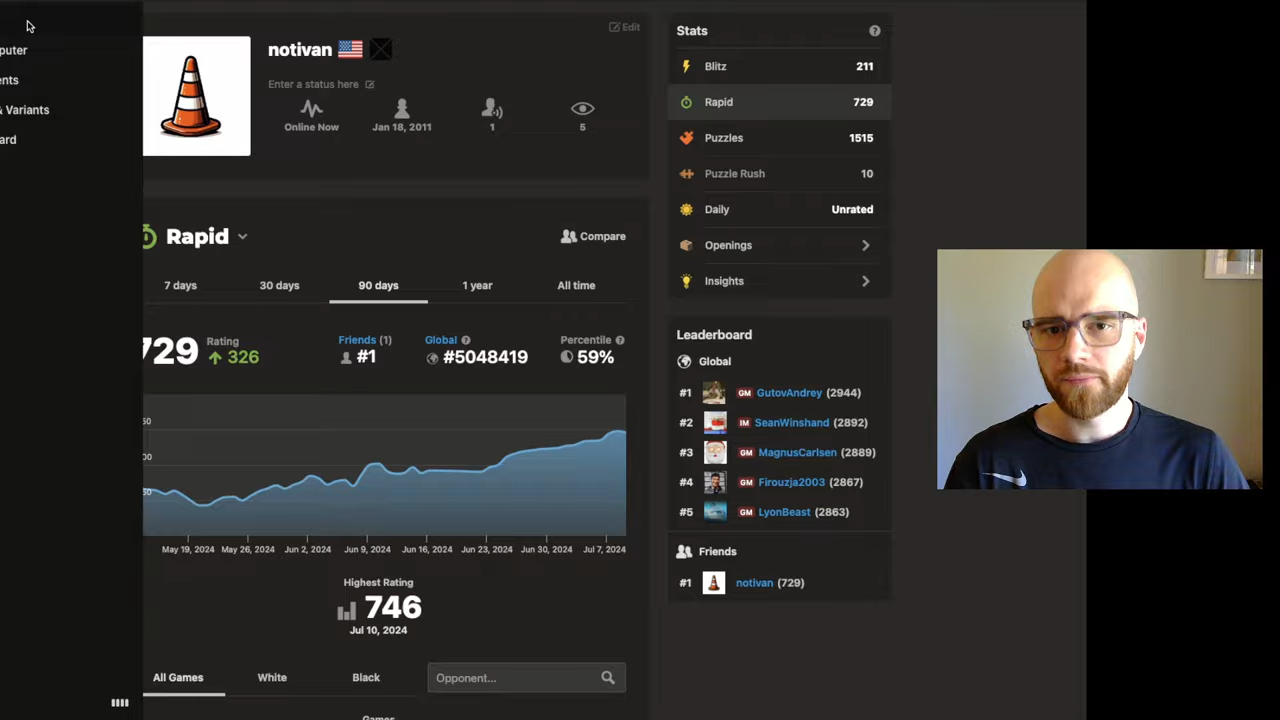 puter
ents
& Variants
ard
Edit
notivan
Enter a status here
Online Now
Jan 18, 2011
1
5
Rapid
Compare
7 days
30 days
90 days
1 year
All time
729
Rating
326
Friends (1)
#1
Global
#5048419
Percentile
59%
50
00
50
May 19, 2024
May 26, 2024
Jun 2, 2024
Jun 9, 2024
Jun 16, 2024
Jun 23, 2024
Jun 30, 2024
Jul 7, 2024
Highest Rating
746
Jul 10, 2024
All Games
White
Black
Opponent...
Games
Stats
Blitz 211
Rapid 729
Puzzles 1515
Puzzle Rush 10
Daily Unrated
Openings
Insights
Leaderboard
Global
#1 GM GutovAndrey (2944)
#2 IM SeanWinshand (2892)
#3 GM MagnusCarlsen (2889)
#4 GM Firouzja2003 (2867)
#5 GM LyonBeast (2863)
Friends
#1 notivan (729)